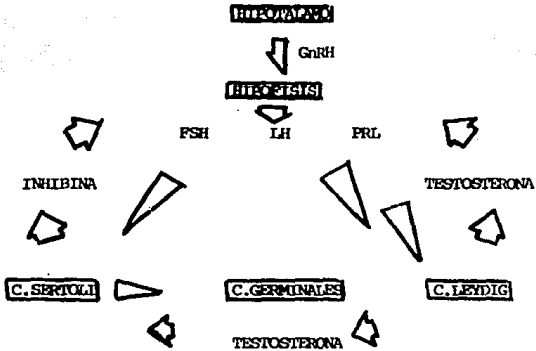 HIPOTALAMO
GnRH
HIPOFISIS
FSH LH PRL
INHIBINA TESTOSTERONA
C.SERTOLI C.GERMINALES C.LEYDIG
TESTOSTERONA